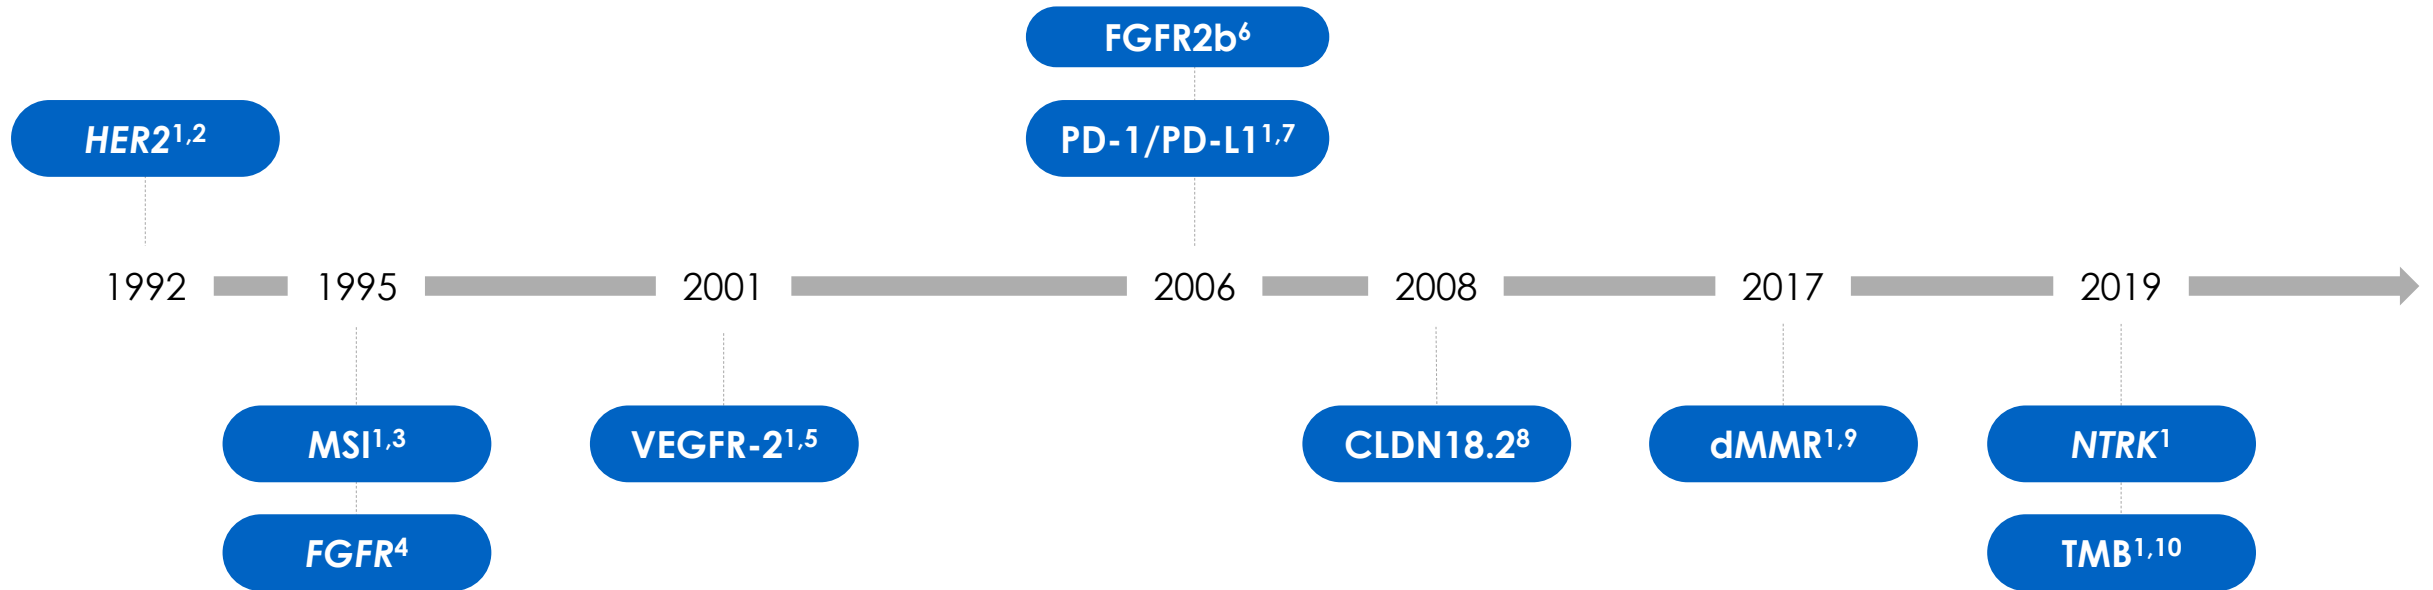 FGFR2b⁶
HER2¹,²
PD-1/PD-L1¹,⁷
1992 1995 2001 2006 2008 2017 2019
MSI¹,³
VEGFR-2¹,⁵
CLDN18.2⁸
dMMR¹,⁹
NTRK¹
FGFR⁴
TMB¹,¹⁰